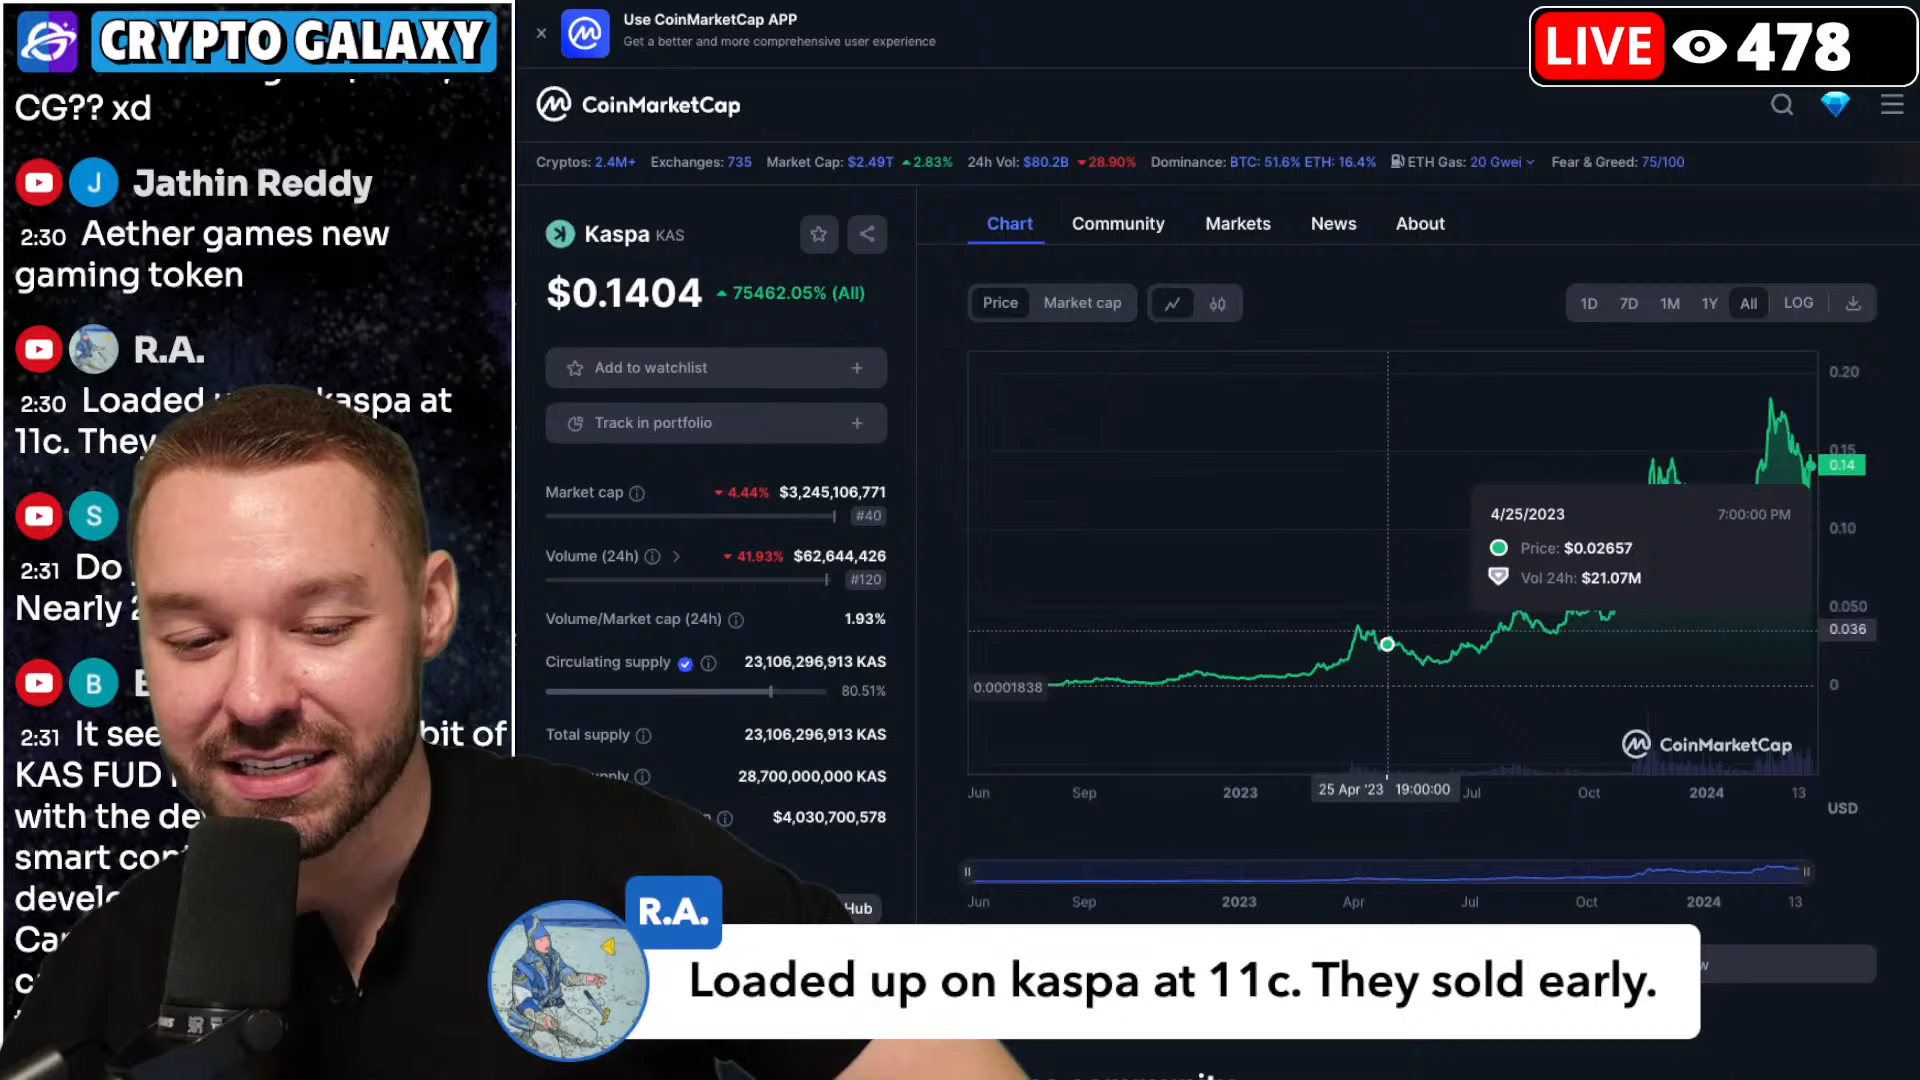 CRYPTO GALAXY
CG?? xd
J
Jathin Reddy
2:30 Aether games new
gaming token
R.A.
2:30 Loaded kaspa at
11c. They
S
2:31 Do
Nearly
B
2:31 It see bit of
KAS FUD
with the
smart
Use CoinMarketCap APP
Get a better and more comprehensive user experience
LIVE 478
CoinMarketCap
Cryptos: 2.4M+ Exchanges: 735 Market Cap: $2.49T 2.83% 24h Vol: $80.2B 28.90% Dominance: BTC: 51.6% ETH: 16.4% ETH Gas: 20 Gwei Fear & Greed: 75/100
Kaspa KAS
$0.1404 75462.05% (All)
Add to watchlist +
Track in portfolio +
Market cap 4.44% $3,245,106,771
#40
Volume (24h) 41.93% $62,644,426
#120
Volume/Market cap (24h) 1.93%
Circulating supply 23,106,296,913 KAS
80.51%
Total supply 23,106,296,913 KAS
28,700,000,000 KAS
$4,030,700,578
Hub
Chart Community Markets News About
Price Market cap
1D 7D 1M 1Y All LOG
0.20
0.15
0.14
0.10
0.050
0.036
0
0.0001838
4/25/2023 7:00:00 PM
Price: $0.02657
Vol 24h: $21.07M
CoinMarketCap
Jun Sep 2023 25 Apr '23 19:00:00 Jul Oct 2024 13
USD
Jun Sep 2023 Apr Jul Oct 2024 13
R.A.
Loaded up on kaspa at 11c. They sold early.